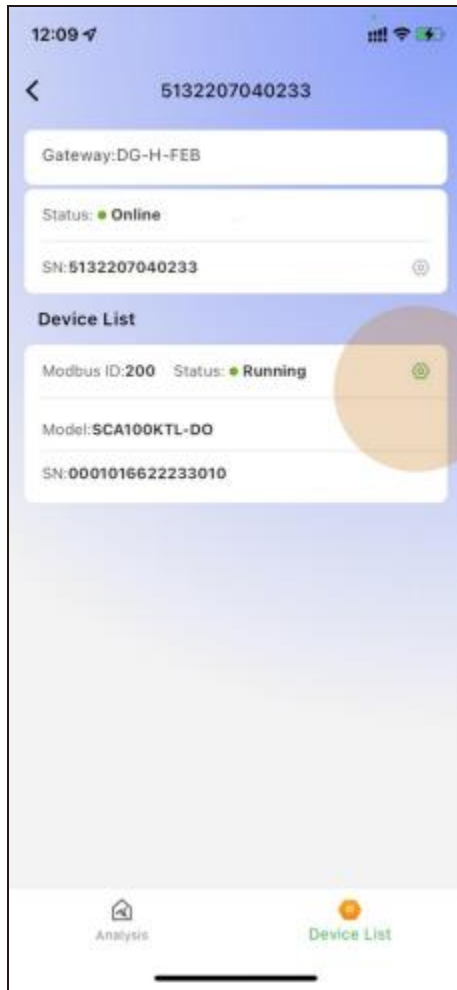 12:09
5132207040233
Gateway:DG-H-FEB
Status: Online
SN:5132207040233
Device List
Modbus ID:200 Status: Running
Model:SCA100KTL-DO
SN:0001016622233010
Analysis
Device List